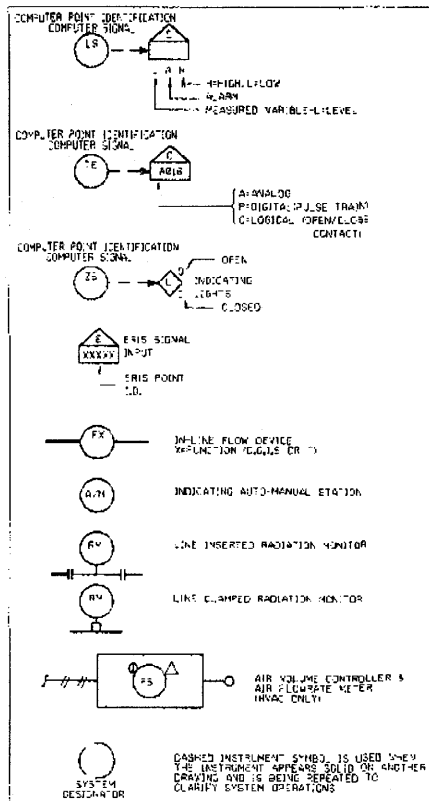 COMPUTER POINT IDENTIFICATION
COMPUTER SIGNAL
LS
C
L A H
H=HIGH, L=LOW
ALARM
MEASURED VARIABLE-L=LEVEL
COMPUTER POINT IDENTIFICATION
COMPUTER SIGNAL
TE
C
A016
A=ANALOG
P=DIGITAL(PULSE TRAIN)
C=LOGICAL (OPEN/CLOSE
CONTACT)
COMPUTER POINT IDENTIFICATION
COMPUTER SIGNAL
OPEN
ZS
L
INDICATING
LIGHTS
CLOSED
E
ERIS SIGNAL
XXXXX
INPUT
ERIS POINT
I.D.
FX
IN-LINE FLOW DEVICE
A/M
INDICATING AUTO-MANUAL STATION
RM
LINE INSERTED RADIATION MONITOR
RM
LINE CLAMPED RADIATION MONITOR
FS
AIR VOLUME CONTROLLER &
AIR FLOWRATE METER
(HVAC ONLY)
SYSTEM
DESIGNATOR
DASHED INSTRUMENT SYMBOL IS USED WHEN
THE INSTRUMENT APPEARS SOLID ON ANOTHER
DRAWING AND IS BEING REPEATED TO
CLARIFY SYSTEM OPERATIONS